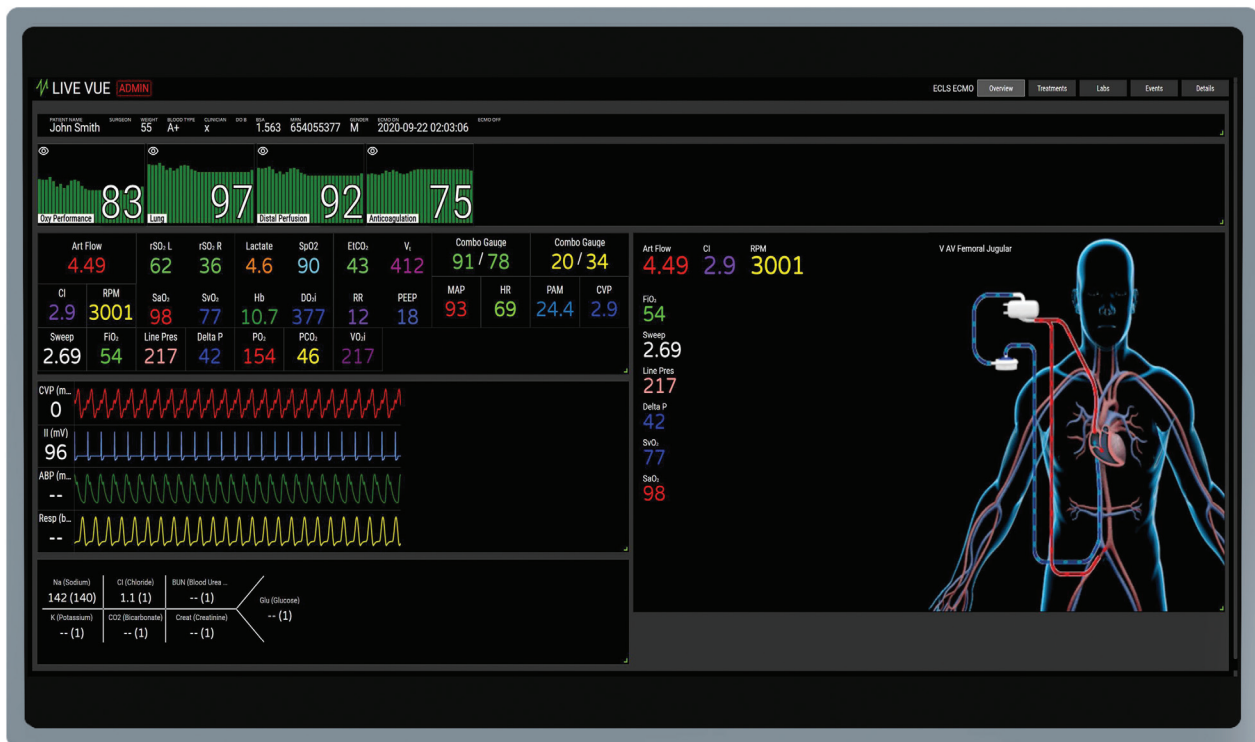 LIVE VUE ADMIN
ECLS ECMO Overview Treatments Labs Events Details
PATIENT NAME SURGEON WEIGHT BLOOD TYPE CLINICIAN DO B BSA MRN GENDER ECMO ON ECMO OFF
John Smith 55 A+ x 1.563 654055377 M 2020-09-22 02:03:06
83 97 92 75
Oxy Performance Lung Distal Perfusion Anticoagulation
Art Flow rSO₂ L rSO₂ R Lactate SpO2 EtCO₂ Vt Combo Gauge Combo Gauge
4.49 62 36 4.6 90 43 412 91 / 78 20 / 34
CI RPM SaO₂ SvO₂ Hb DO₂i RR PEEP MAP HR PAM CVP
2.9 3001 98 77 10.7 377 12 18 93 69 24.4 2.9
Sweep FiO₂ Line Pres Delta P PO₂ PCO₂ VO₂i
2.69 54 217 42 154 46 217
CVP (m...
0
II (mV)
96
ABP (m...
--
Resp (b...
--
Na (Sodium) Cl (Chloride) BUN (Blood Urea ...
142 (140) 1.1 (1) -- (1)
Glu (Glucose)
-- (1)
K (Potassium) CO2 (Bicarbonate) Creat (Creatinine)
-- (1) -- (1) -- (1)
Art Flow CI RPM V AV Femoral Jugular
4.49 2.9 3001
FiO₂
54
Sweep
2.69
Line Pres
217
Delta P
42
SvO₂
77
SaO₂
98